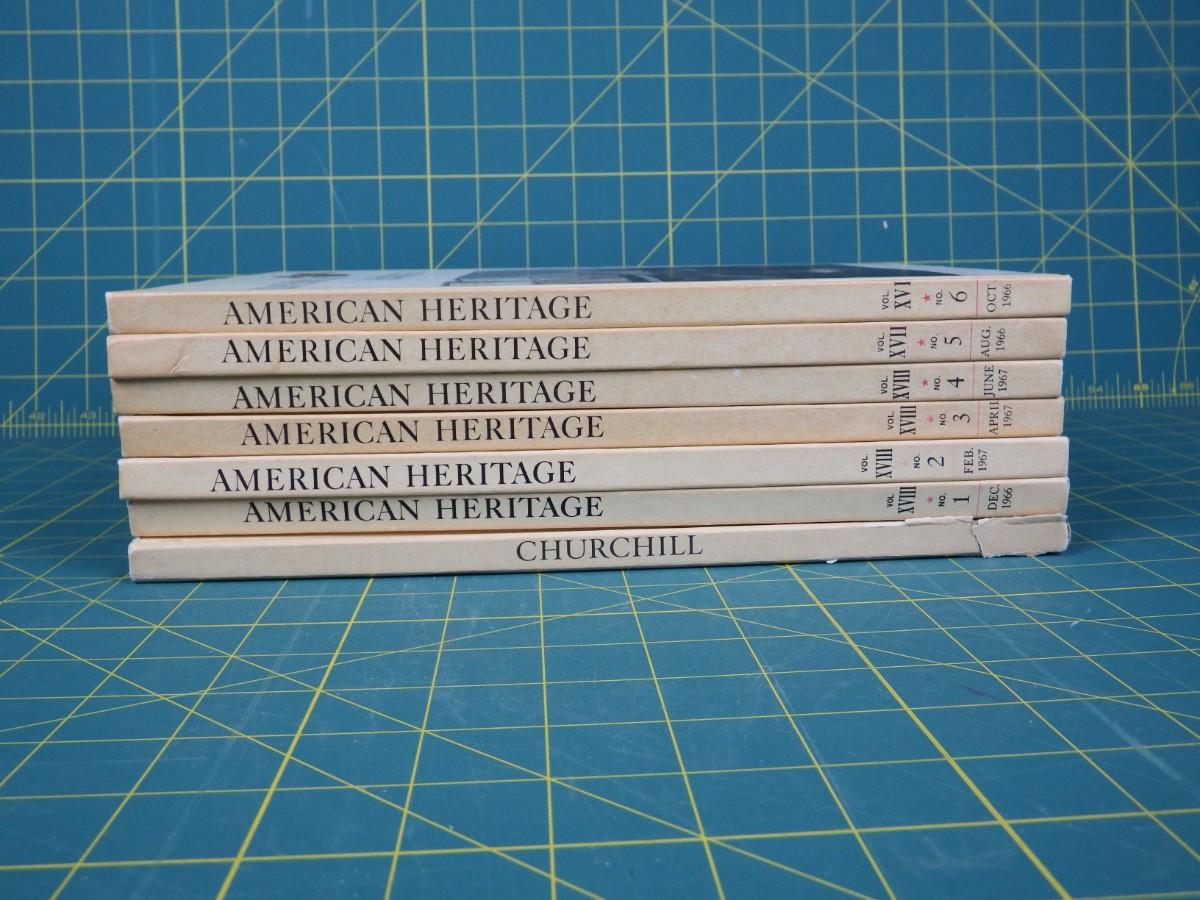 AMERICAN HERITAGE VOL. XVI NO. 6 OCT. 1966
AMERICAN HERITAGE VOL. XVII NO. 5 AUG. 1966
AMERICAN HERITAGE VOL. XVIII NO. 4 JUNE 1967
AMERICAN HERITAGE VOL. XVIII NO. 3 APRIL 1967
AMERICAN HERITAGE VOL. XVIII NO. 2 FEB. 1967
AMERICAN HERITAGE VOL XVIII NO. 1 DEC. 1966
CHURCHILL
42 43